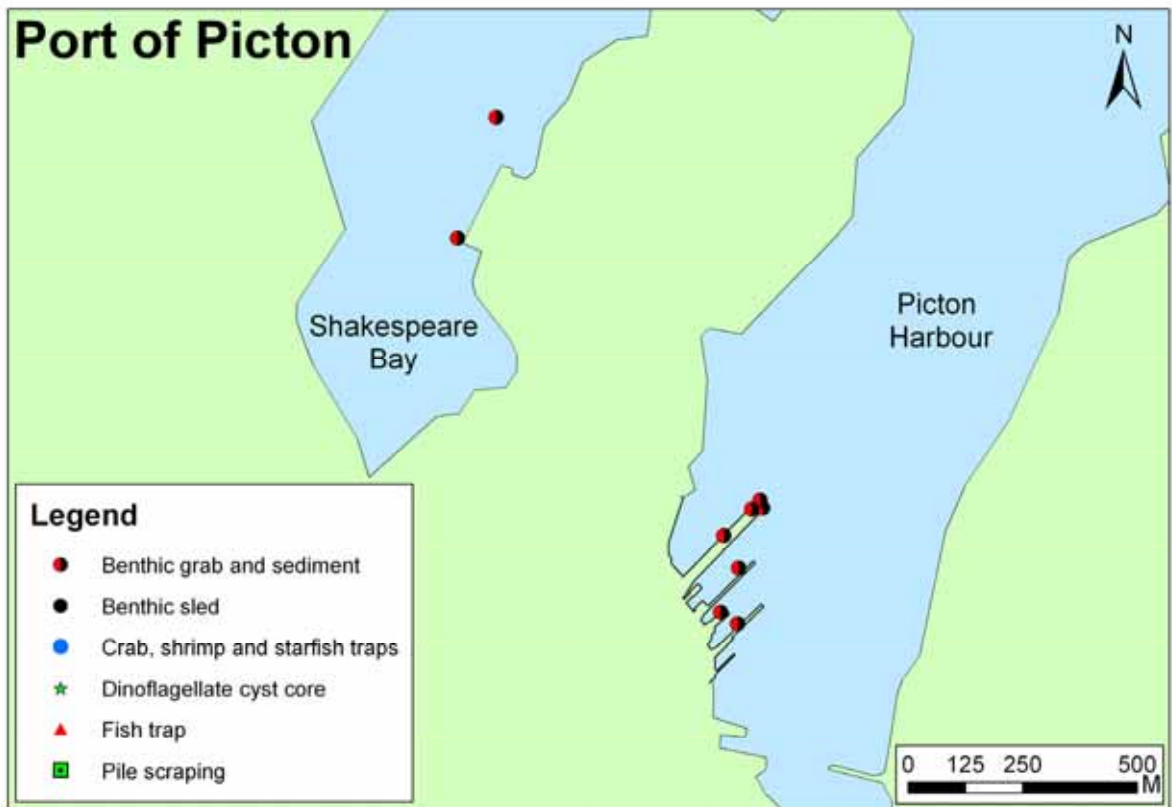 Port of Picton
N
Shakespeare
Bay
Picton
Harbour
Legend
Benthic grab and sediment
Benthic sled
Crab, shrimp and starfish traps
Dinoflagellate cyst core
Fish trap
Pile scraping
0 125 250 500
M